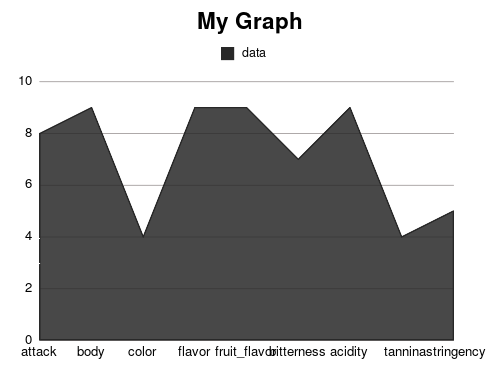 My Graph
data
10
8
6
4
2
0
attack body color flavor fruit_flavor bitterness acidity tannin astringency